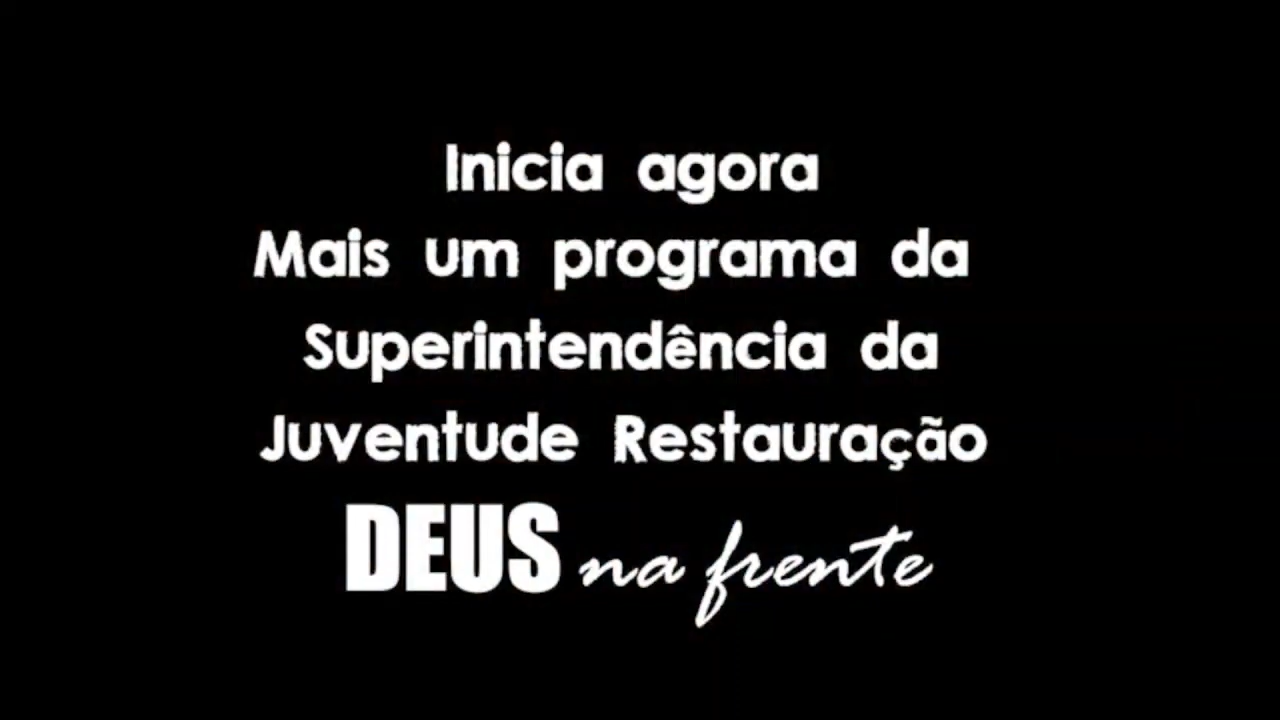 Inicia agora
Mais um programa da
Superintendência da
Juventude Restauração
DEUS na frente